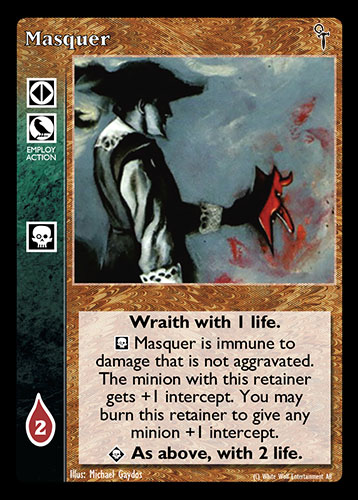 Masquer
EMPLOY
ACTION
Wraith with 1 life.
Masquer is immune to
damage that is not aggravated.
The minion with this retainer
gets +1 intercept. You may
burn this retainer to give any
minion +1 intercept.
As above, with 2 life.
2
Illus: Michael Gaydos
(C) White Wolf Entertainment AB